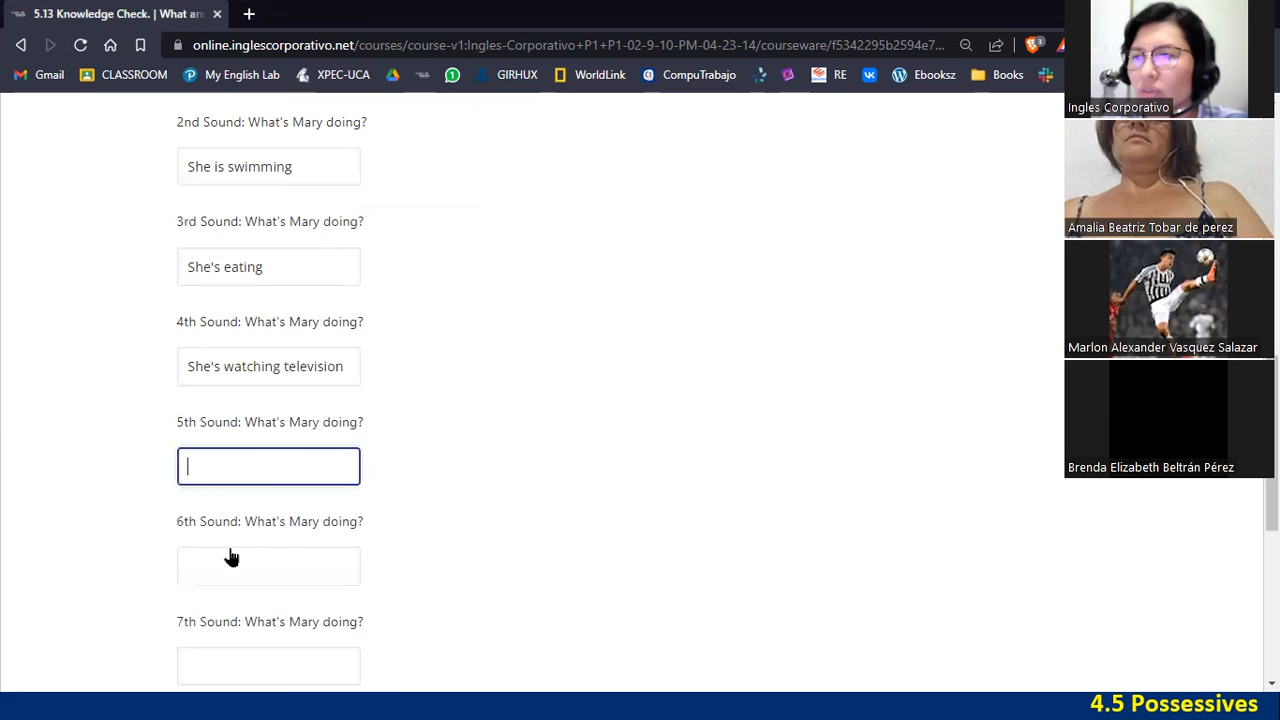 5.13 Knowledge Check. | What are
online.inglescorporativo.net/courses/course-v1:Ingles-Corporativo+P1+P1-02-9-10-PM-04-23-14/courseware/f5342295b2594e7...
3
Gmail CLASSROOM My English Lab XPEC-UCA GIRHUX WorldLink CompuTrabajo RE Ebooksz Books
Ingles Corporativo
2nd Sound: What's Mary doing?
She is swimming
3rd Sound: What's Mary doing?
Amalia Beatriz Tobar de perez
She's eating
4th Sound: What's Mary doing?
Marlon Alexander Vasquez Salazar
She's watching television
5th Sound: What's Mary doing?
Brenda Elizabeth Beltrán Pérez
6th Sound: What's Mary doing?
7th Sound: What's Mary doing?
4.5 Possessives